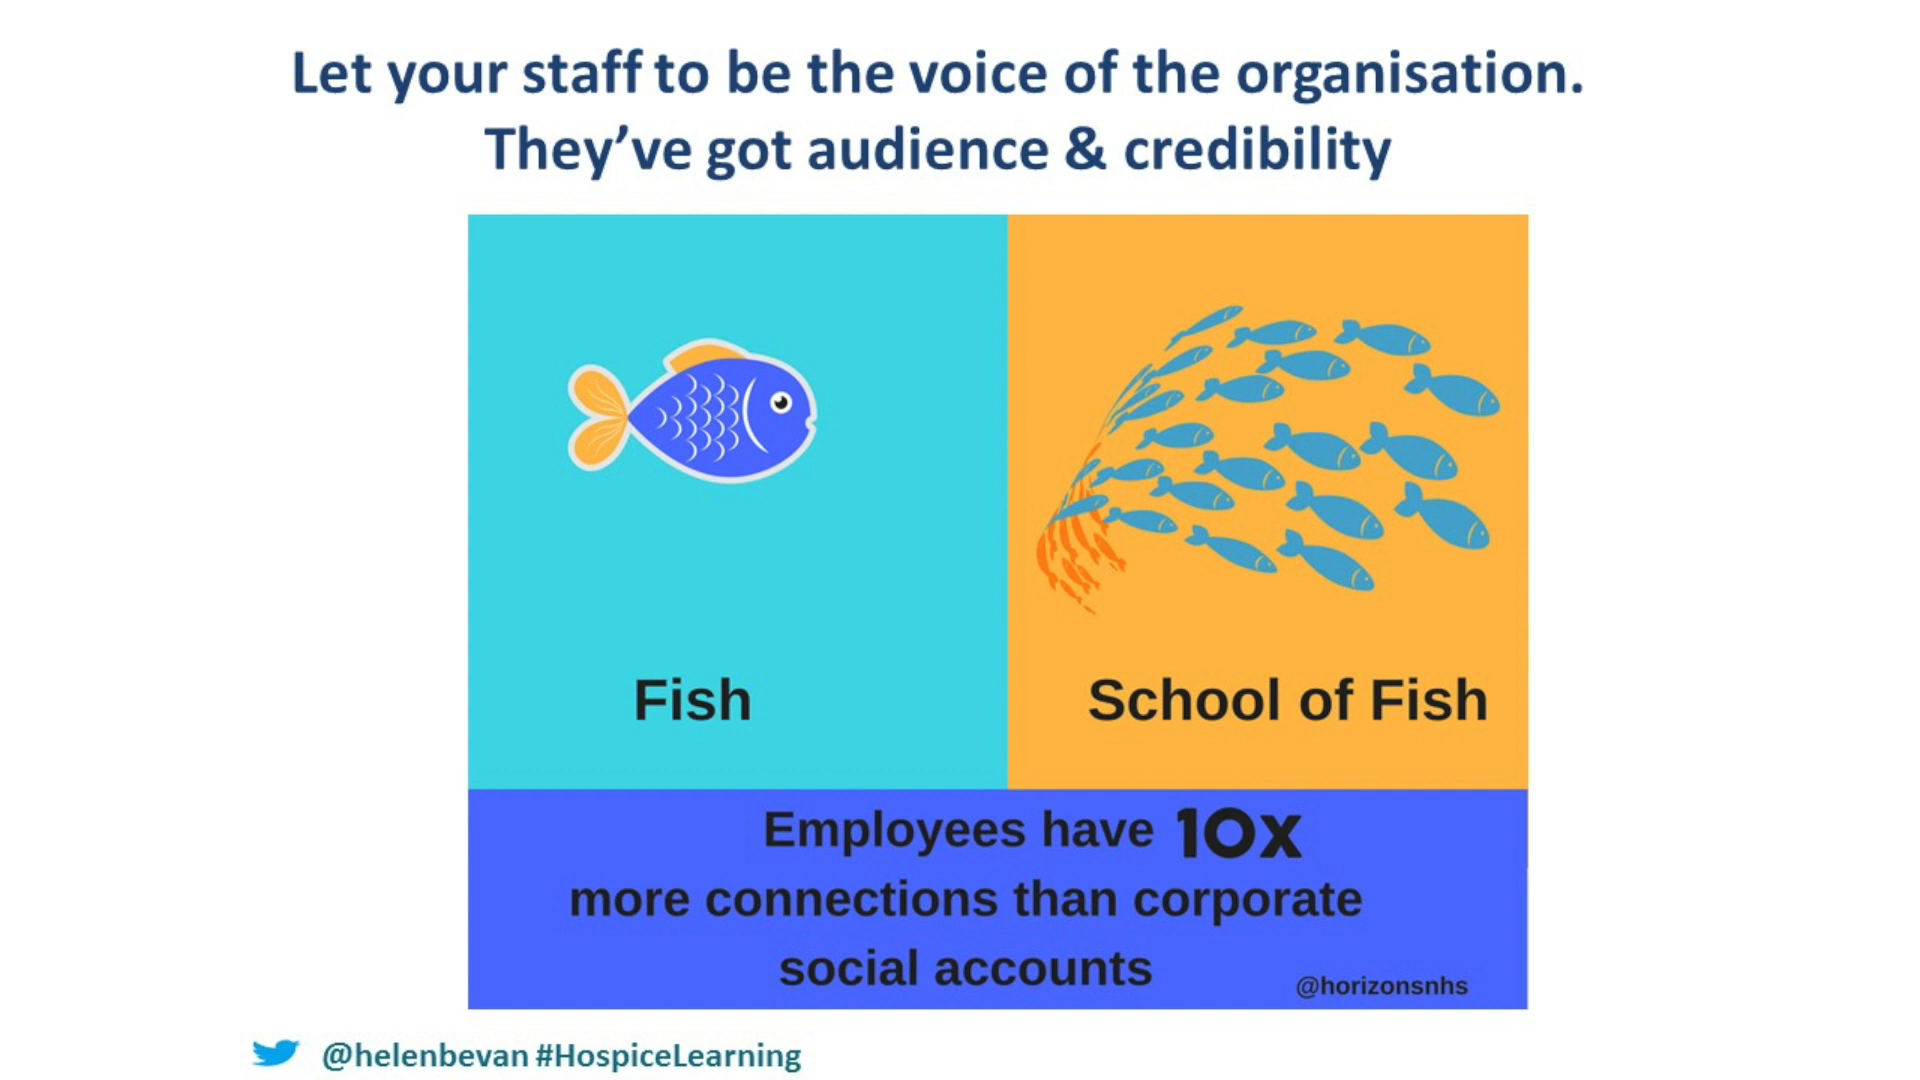 Let your staff to be the voice of the organisation.
They’ve got audience & credibility
Fish
School of Fish
Employees have 10x
more connections than corporate
social accounts
@horizonsnhs
@helenbevan #HospiceLearning